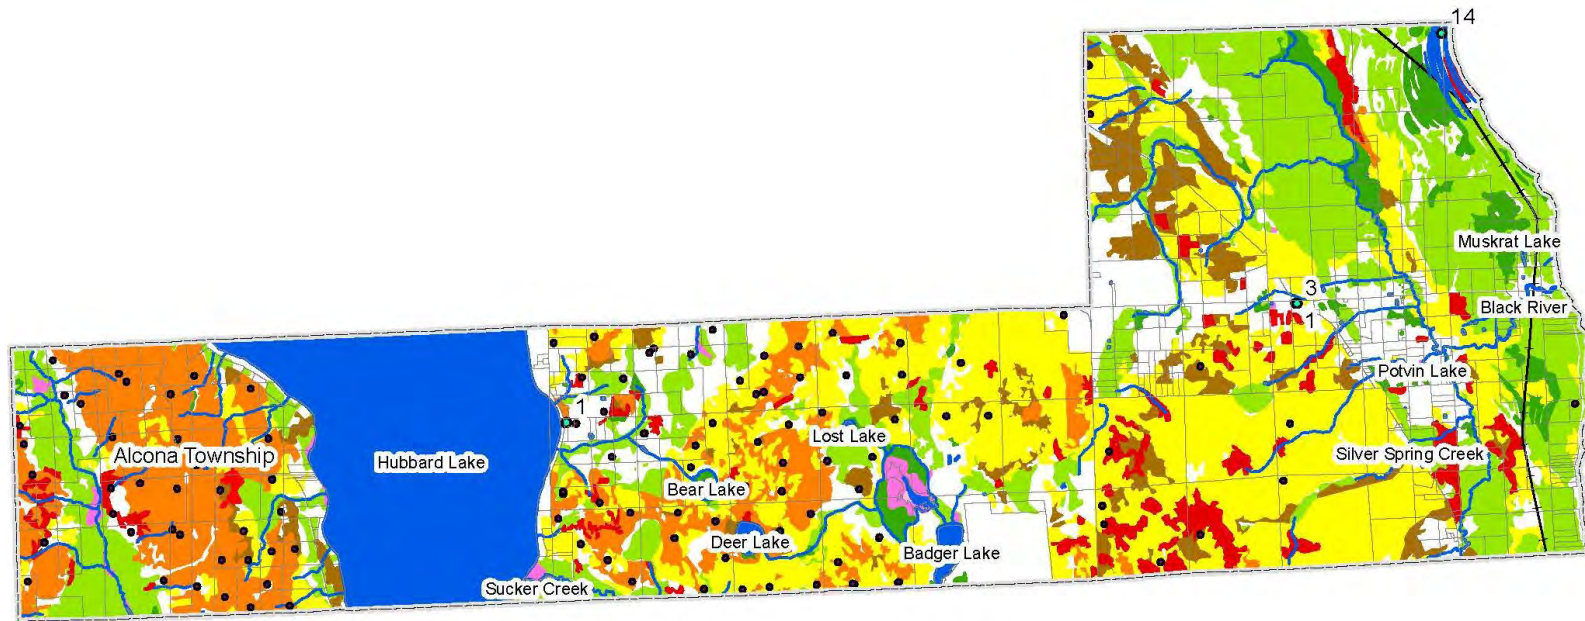 14
Muskrat Lake
3
Black River
1
Potvin Lake
1
Lost Lake
Alcona Township
Hubbard Lake
Silver Spring Creek
Bear Lake
Deer Lake
Badger Lake
Sucker Creek